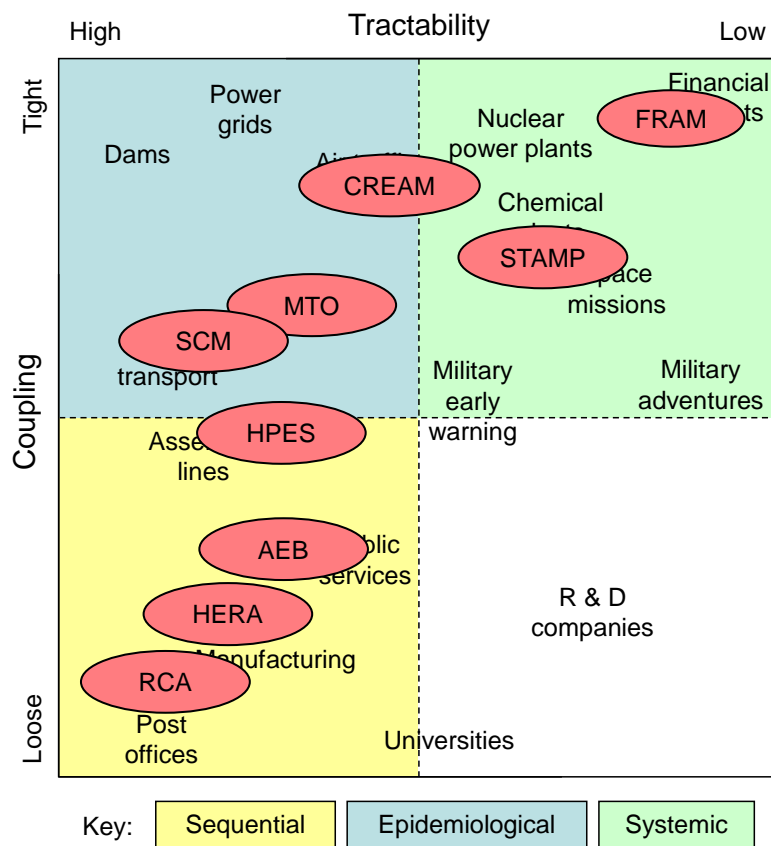 High
Tractability
Low
Tight
Coupling
Loose
Power
grids
Dams
Financial
FRAM
Nuclear
power plants
CREAM
Chemical
STAMP
missions
MTO
SCM
transport
Military
early
warning
Military
adventures
HPES
lines
AEB
services
HERA
Manufacturing
RCA
Post
offices
R & D
companies
Universities
Key:
Sequential
Epidemiological
Systemic